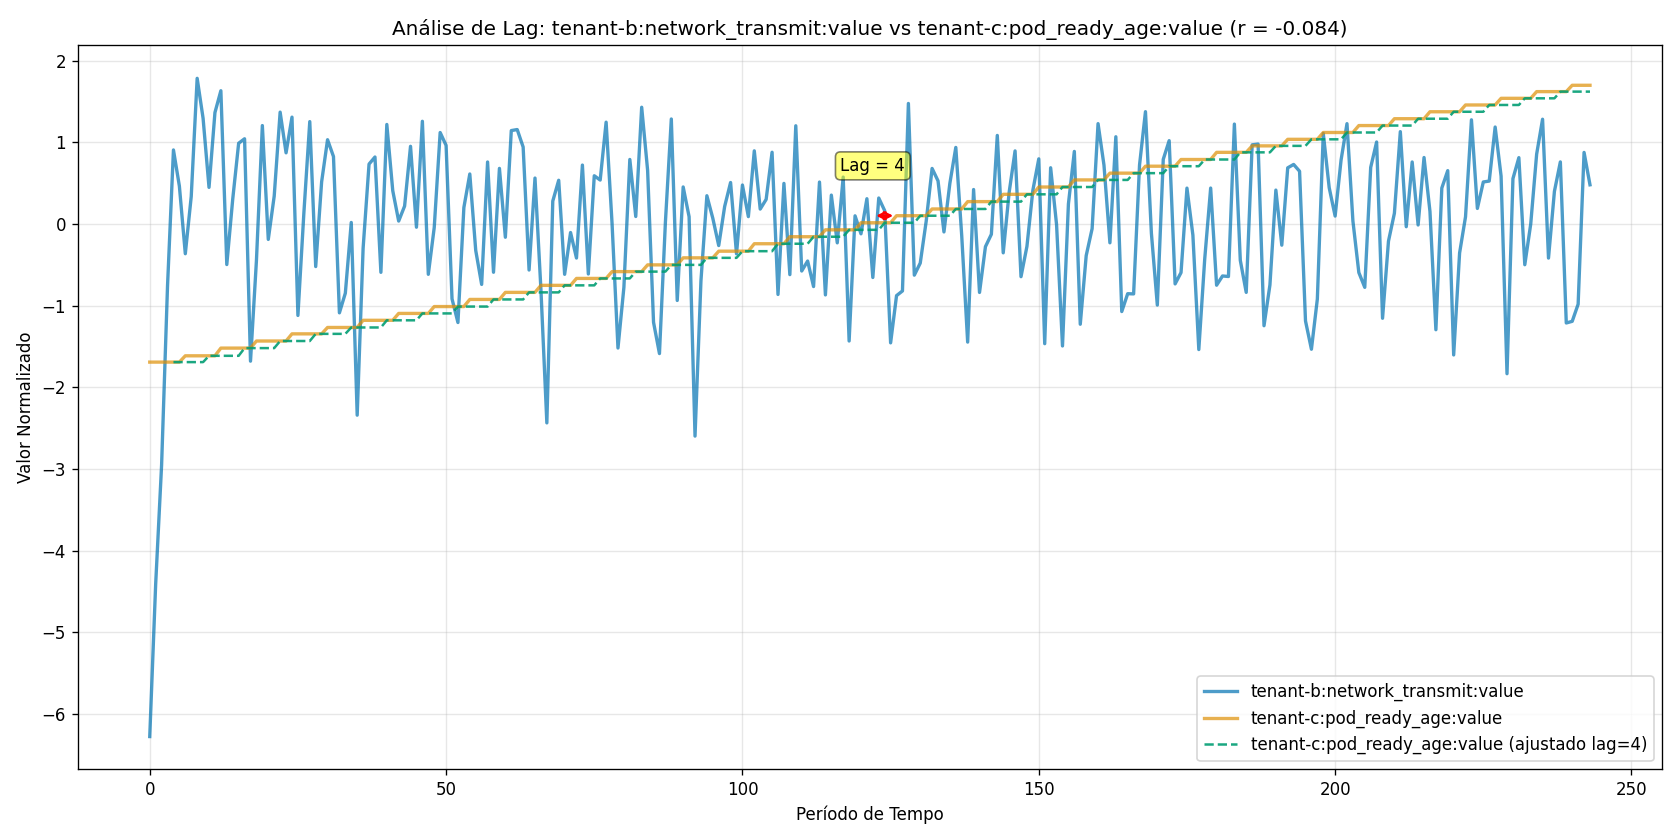 Análise de Lag: tenant-b:network_transmit:value vs tenant-c:pod_ready_age:value (r = -0.084)
2
1
0
−1
−2
−3
−4
−5
−6
Valor Normalizado
Lag = 4
tenant-b:network_transmit:value
tenant-c:pod_ready_age:value
tenant-c:pod_ready_age:value (ajustado lag=4)
0 50 100 150 200 250
Período de Tempo